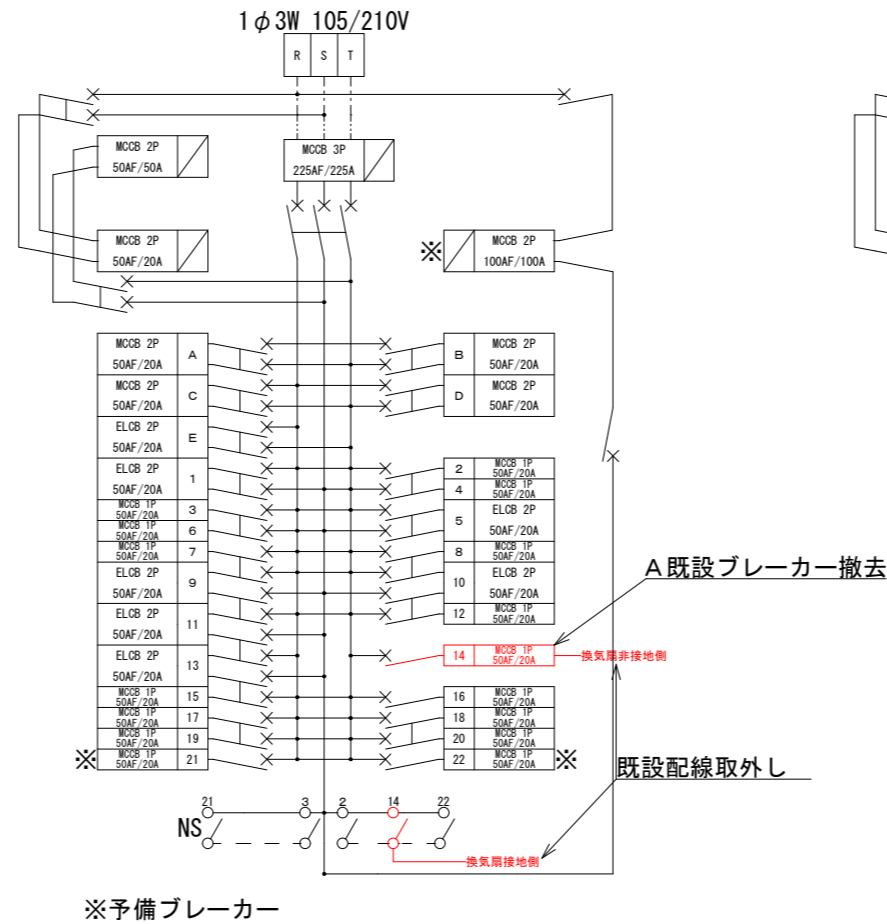 1φ3W 105/210V
R S T
MCCB 2P
50AF/50A
MCCB 3P
225AF/225A
MCCB 2P
50AF/20A
※
MCCB 2P
100AF/100A
MCCB 2P
50AF/20A
A
B
MCCB 2P
50AF/20A
MCCB 2P
50AF/20A
C
D
MCCB 2P
50AF/20A
ELCB 2P
50AF/20A
E
ELCB 2P
50AF/20A
1
2
MCCB 1P
50AF/20A
4
MCCB 1P
50AF/20A
MCCB 1P
50AF/20A
3
5
ELCB 2P
50AF/20A
MCCB 1P
50AF/20A
6
MCCB 1P
50AF/20A
7
8
MCCB 1P
50AF/20A
A既設ブレーカー撤去
ELCB 2P
50AF/20A
9
10
ELCB 2P
50AF/20A
ELCB 2P
50AF/20A
11
12
MCCB 1P
50AF/20A
ELCB 2P
50AF/20A
13
14
MCCB 1P
50AF/20A
換気扇非接地側
MCCB 1P
50AF/20A
15
16
MCCB 1P
50AF/20A
MCCB 1P
50AF/20A
17
18
MCCB 1P
50AF/20A
MCCB 1P
50AF/20A
19
20
MCCB 1P
50AF/20A
※
MCCB 1P
50AF/20A
21
22
MCCB 1P
50AF/20A
※
既設配線取外し
21 3 2 14 22
NS
換気扇接地側
※予備ブレーカー